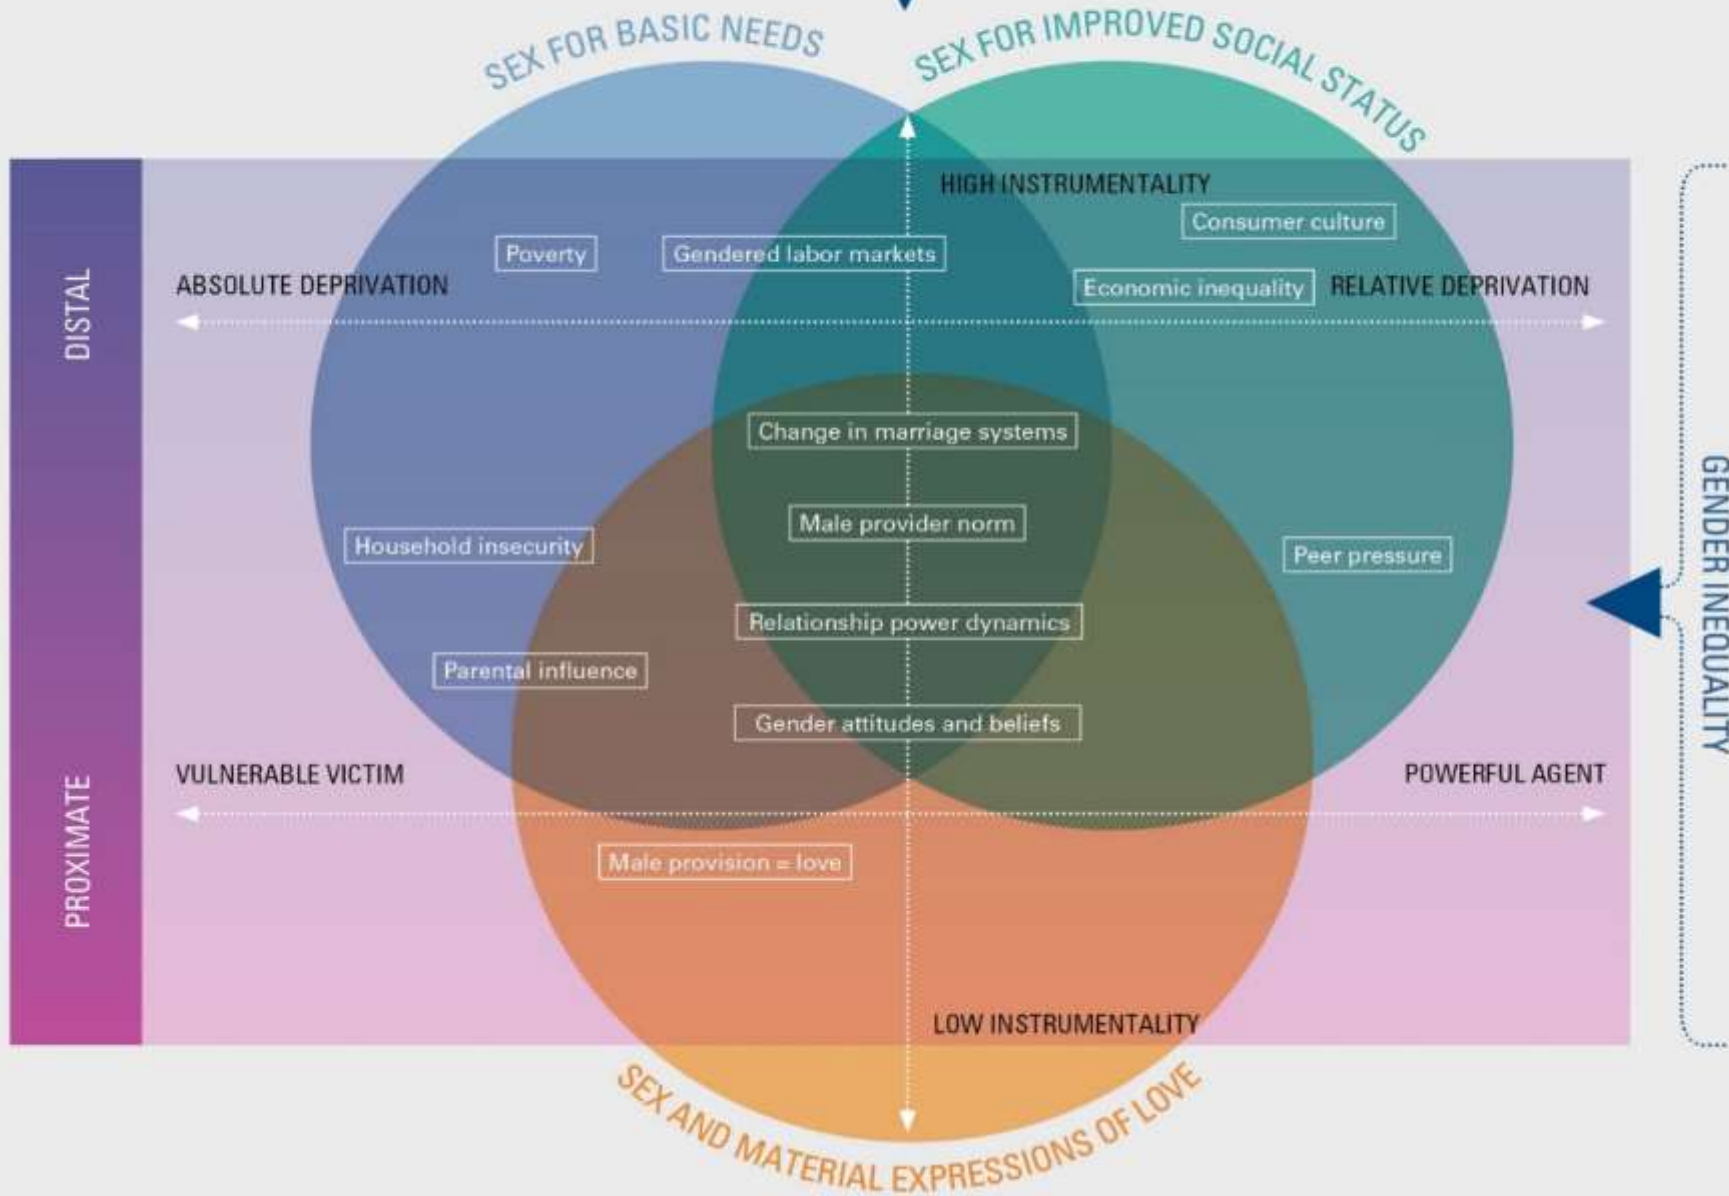 SEX FOR BASIC NEEDS
SEX FOR IMPROVED SOCIAL STATUS
HIGH INSTRUMENTALITY
Consumer culture
Poverty
Gendered labor markets
ABSOLUTE DEPRIVATION
Economic inequality
RELATIVE DEPRIVATION
DISTAL
Change in marriage systems
Male provider norm
Household insecurity
Peer pressure
GENDER INEQUALITY
Relationship power dynamics
Parental influence
Gender attitudes and beliefs
VULNERABLE VICTIM
POWERFUL AGENT
PROXIMATE
Male provision = love
LOW INSTRUMENTALITY
SEX AND MATERIAL EXPRESSIONS OF LOVE